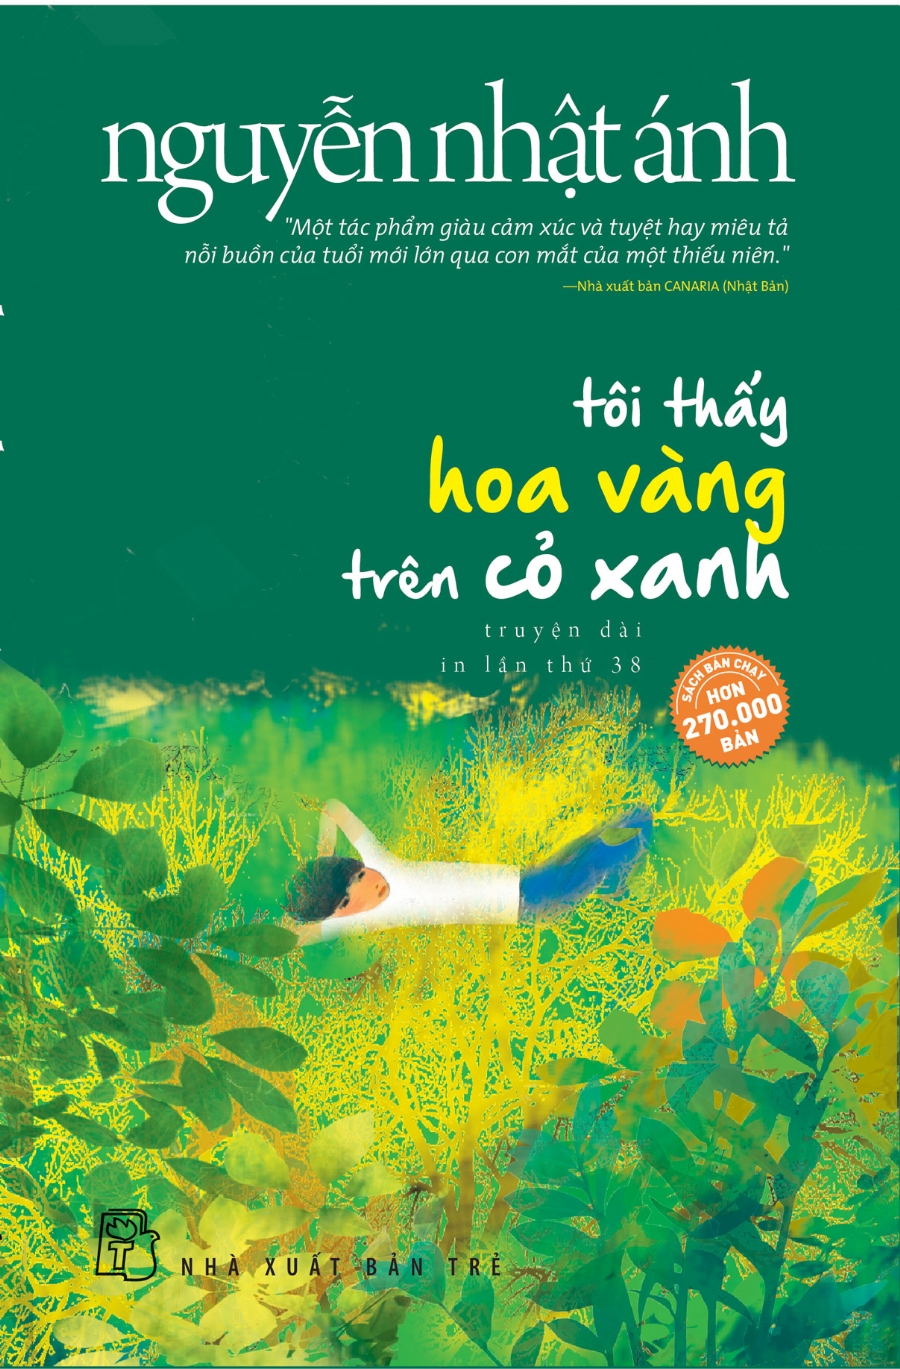 nguyễn nhật ánh
"Một tác phẩm giàu cảm xúc và tuyệt hay miêu tả
nỗi buồn của tuổi mới lớn qua con mắt của một thiếu niên."
—Nhà xuất bản CANARIA (Nhật Bản)
tôi thấy
hoa vàng
trên cỏ xanh
truyện dài
in lần thứ 38
SÁCH BÁN CHẠY
HƠN
270.000
BẢN
T
NHÀ XUẤT BẢN TRẺ